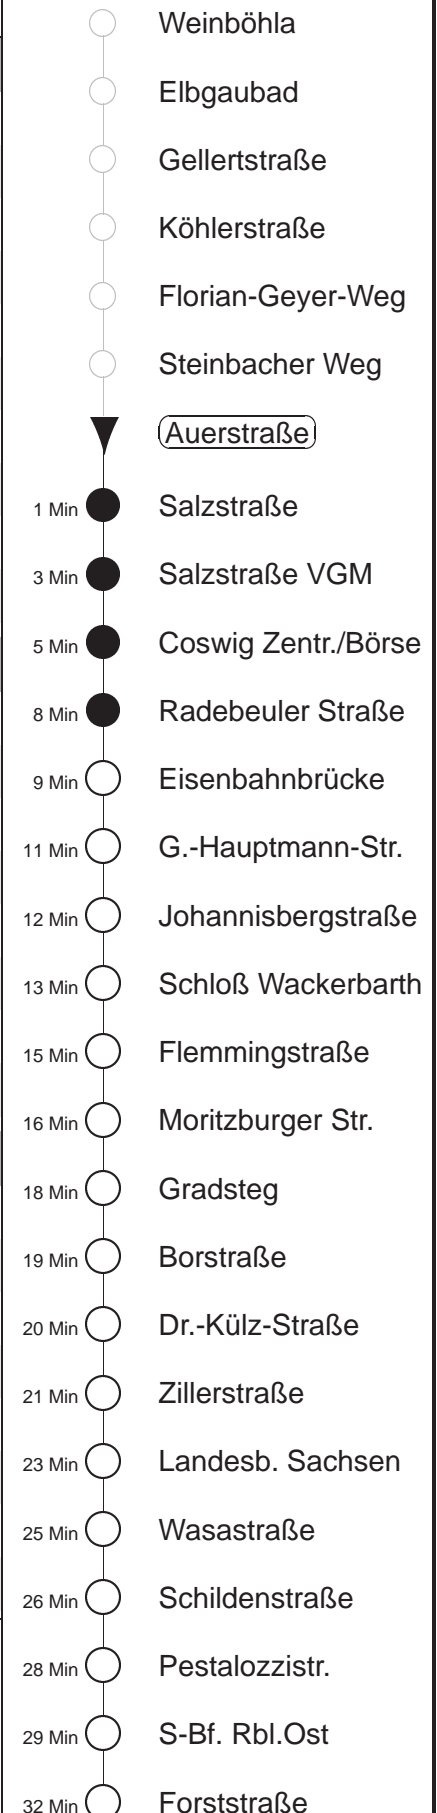 Weinböhla
Elbgaubad
Gellertstraße
Köhlerstraße
Florian-Geyer-Weg
Steinbacher Weg
Auerstraße
1 Min Salzstraße
3 Min Salzstraße VGM
5 Min Coswig Zentr./Börse
8 Min Radebeuler Straße
9 Min Eisenbahnbrücke
11 Min G.-Hauptmann-Str.
12 Min Johannisbergstraße
13 Min Schloß Wackerbarth
15 Min Flemmingstraße
16 Min Moritzburger Str.
18 Min Gradsteg
19 Min Borstraße
20 Min Dr.-Külz-Straße
21 Min Zillerstraße
23 Min Landesb. Sachsen
25 Min Wasastraße
26 Min Schildenstraße
28 Min Pestalozzistr.
29 Min S-Bf. Rbl.Ost
32 Min Forststraße